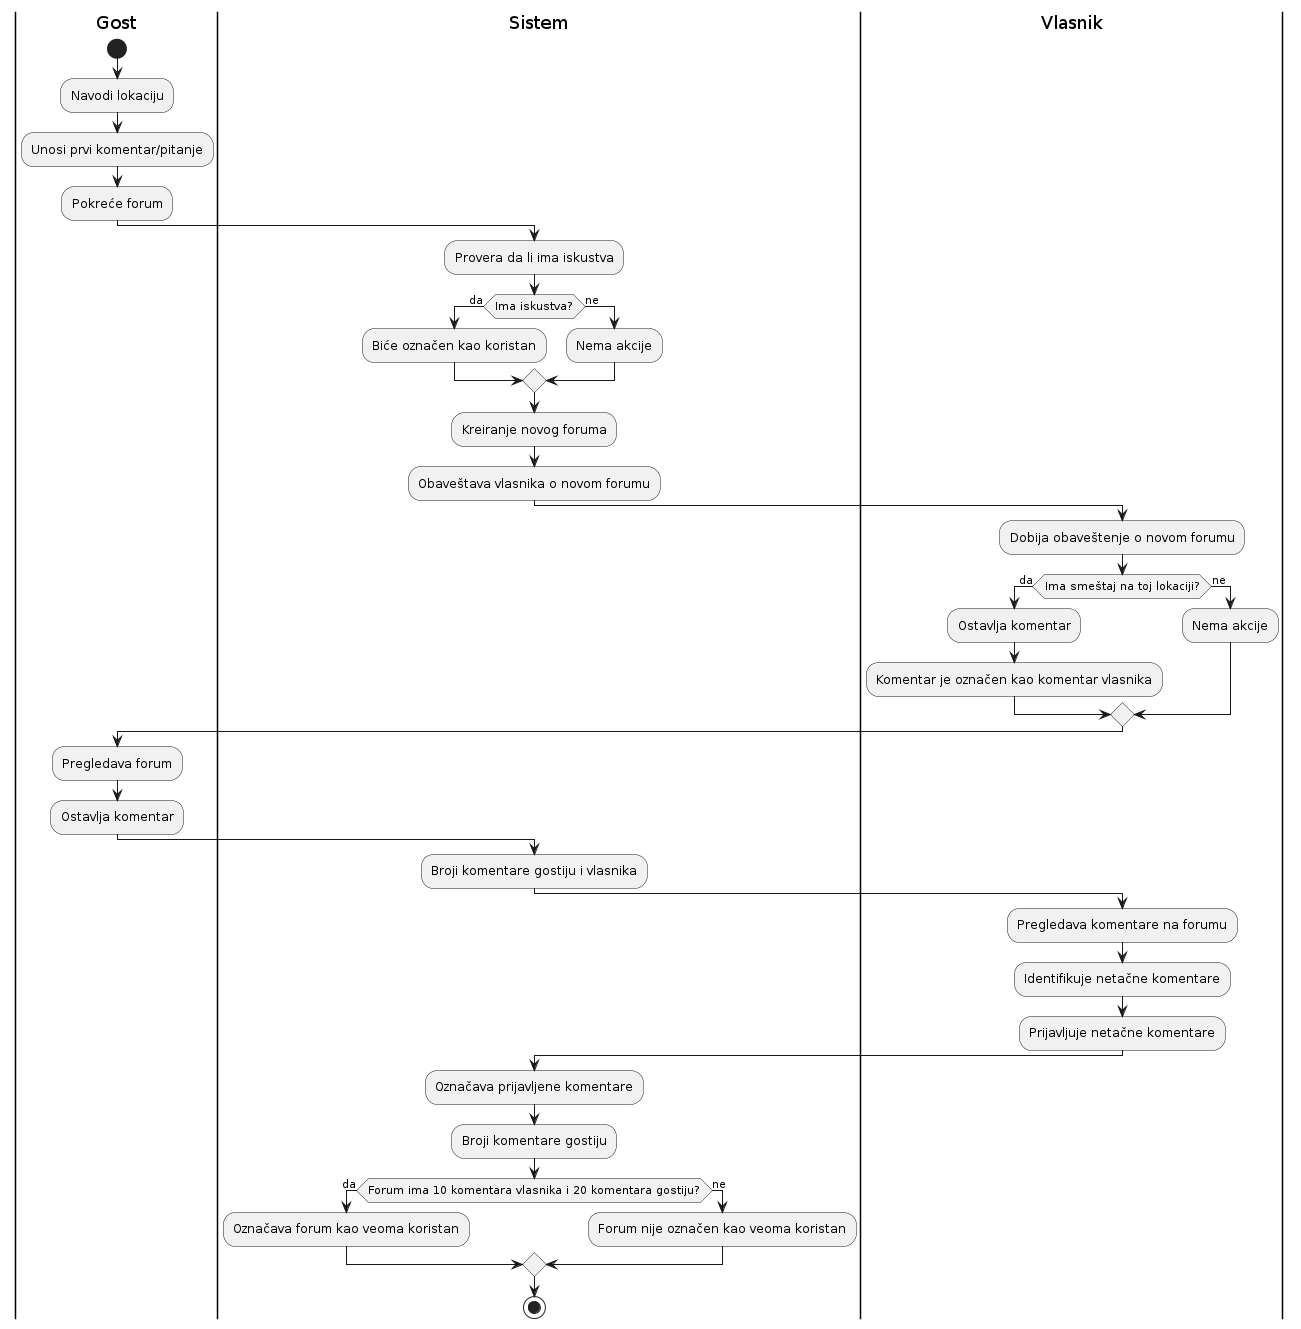 Gost
Sistem
Vlasnik
Navodi lokaciju
Unosi prvi komentar/pitanje
Pokreće forum
Provera da li ima iskustva
da
Ima iskustva?
ne
Biće označen kao koristan
Nema akcije
Kreiranje novog foruma
Obaveštava vlasnika o novom forumu
Dobija obaveštenje o novom forumu
da
Ima smeštaj na toj lokaciji?
ne
Ostavlja komentar
Nema akcije
Komentar je označen kao komentar vlasnika
Pregledava forum
Ostavlja komentar
Broji komentare gostiju i vlasnika
Pregledava komentare na forumu
Identifikuje netačne komentare
Prijavljuje netačne komentare
Označava prijavljene komentare
Broji komentare gostiju
da
Forum ima 10 komentara vlasnika i 20 komentara gostiju?
ne
Označava forum kao veoma koristan
Forum nije označen kao veoma koristan